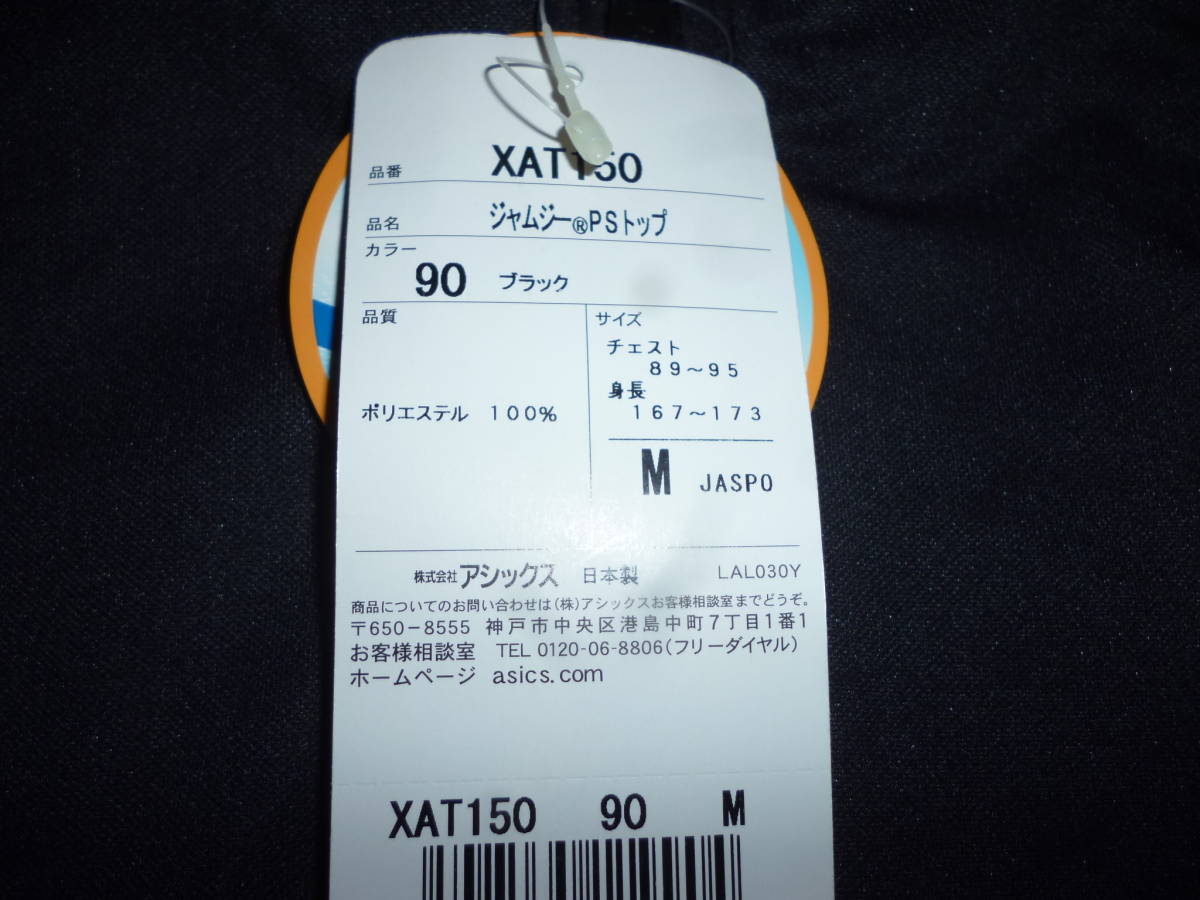 品番 XAT150
品名 ジャムジー®PSトップ
カラー
90 ブラック
品質
ポリエステル 100%
サイズ
チェスト
89～95
身長
167～173
M JASPO
株式会社アシックス 日本製 LAL030Y
商品についてのお問い合わせは(株)アシックスお客様相談室までどうぞ。
〒650-8555 神戸市中央区港島中町7丁目1番1
お客様相談室 TEL 0120-06-8806(フリーダイヤル)
ホームページ asics.com
XAT150 90 M